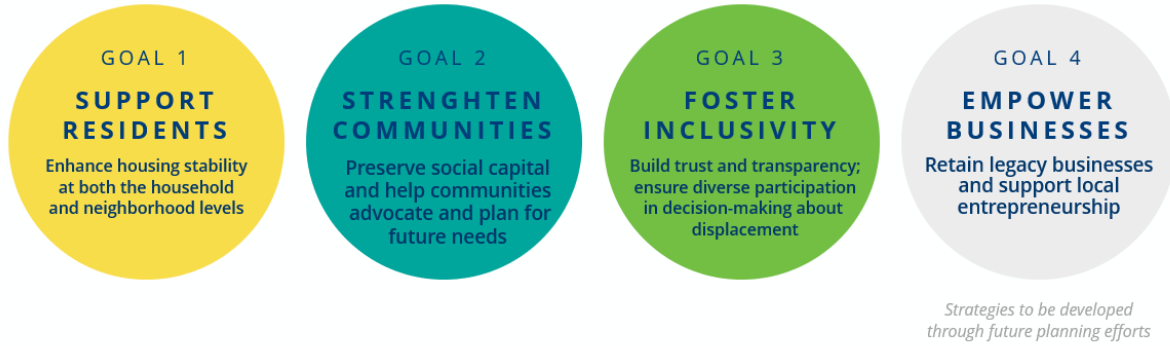 GOAL 1
SUPPORT
RESIDENTS
Enhance housing stability
at both the household
and neighborhood levels
GOAL 2
STRENGHTEN
COMMUNITIES
Preserve social capital
and help communities
advocate and plan for
future needs
GOAL 3
FOSTER
INCLUSIVITY
Build trust and transparency;
ensure diverse participation
in decision-making about
displacement
GOAL 4
EMPOWER
BUSINESSES
Retain legacy businesses
and support local
entrepreneurship
Strategies to be developed
through future planning efforts